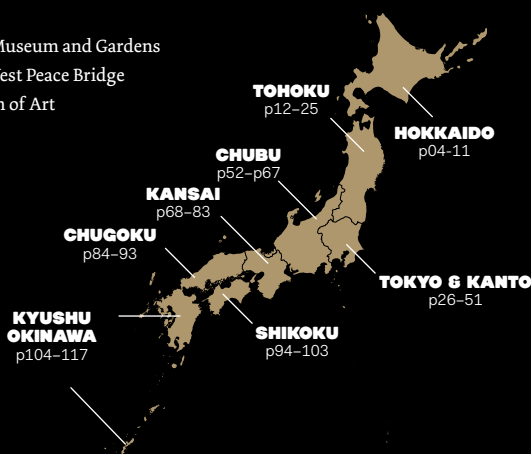 Museum and Gardens
West Peace Bridge
of Art
TOHOKU
p12–25
HOKKAIDO
p04-11
CHUBU
p52–p67
KANSAI
p68–83
CHUGOKU
p84–93
TOKYO & KANTO
p26–51
KYUSHU
OKINAWA
p104–117
SHIKOKU
p94–103